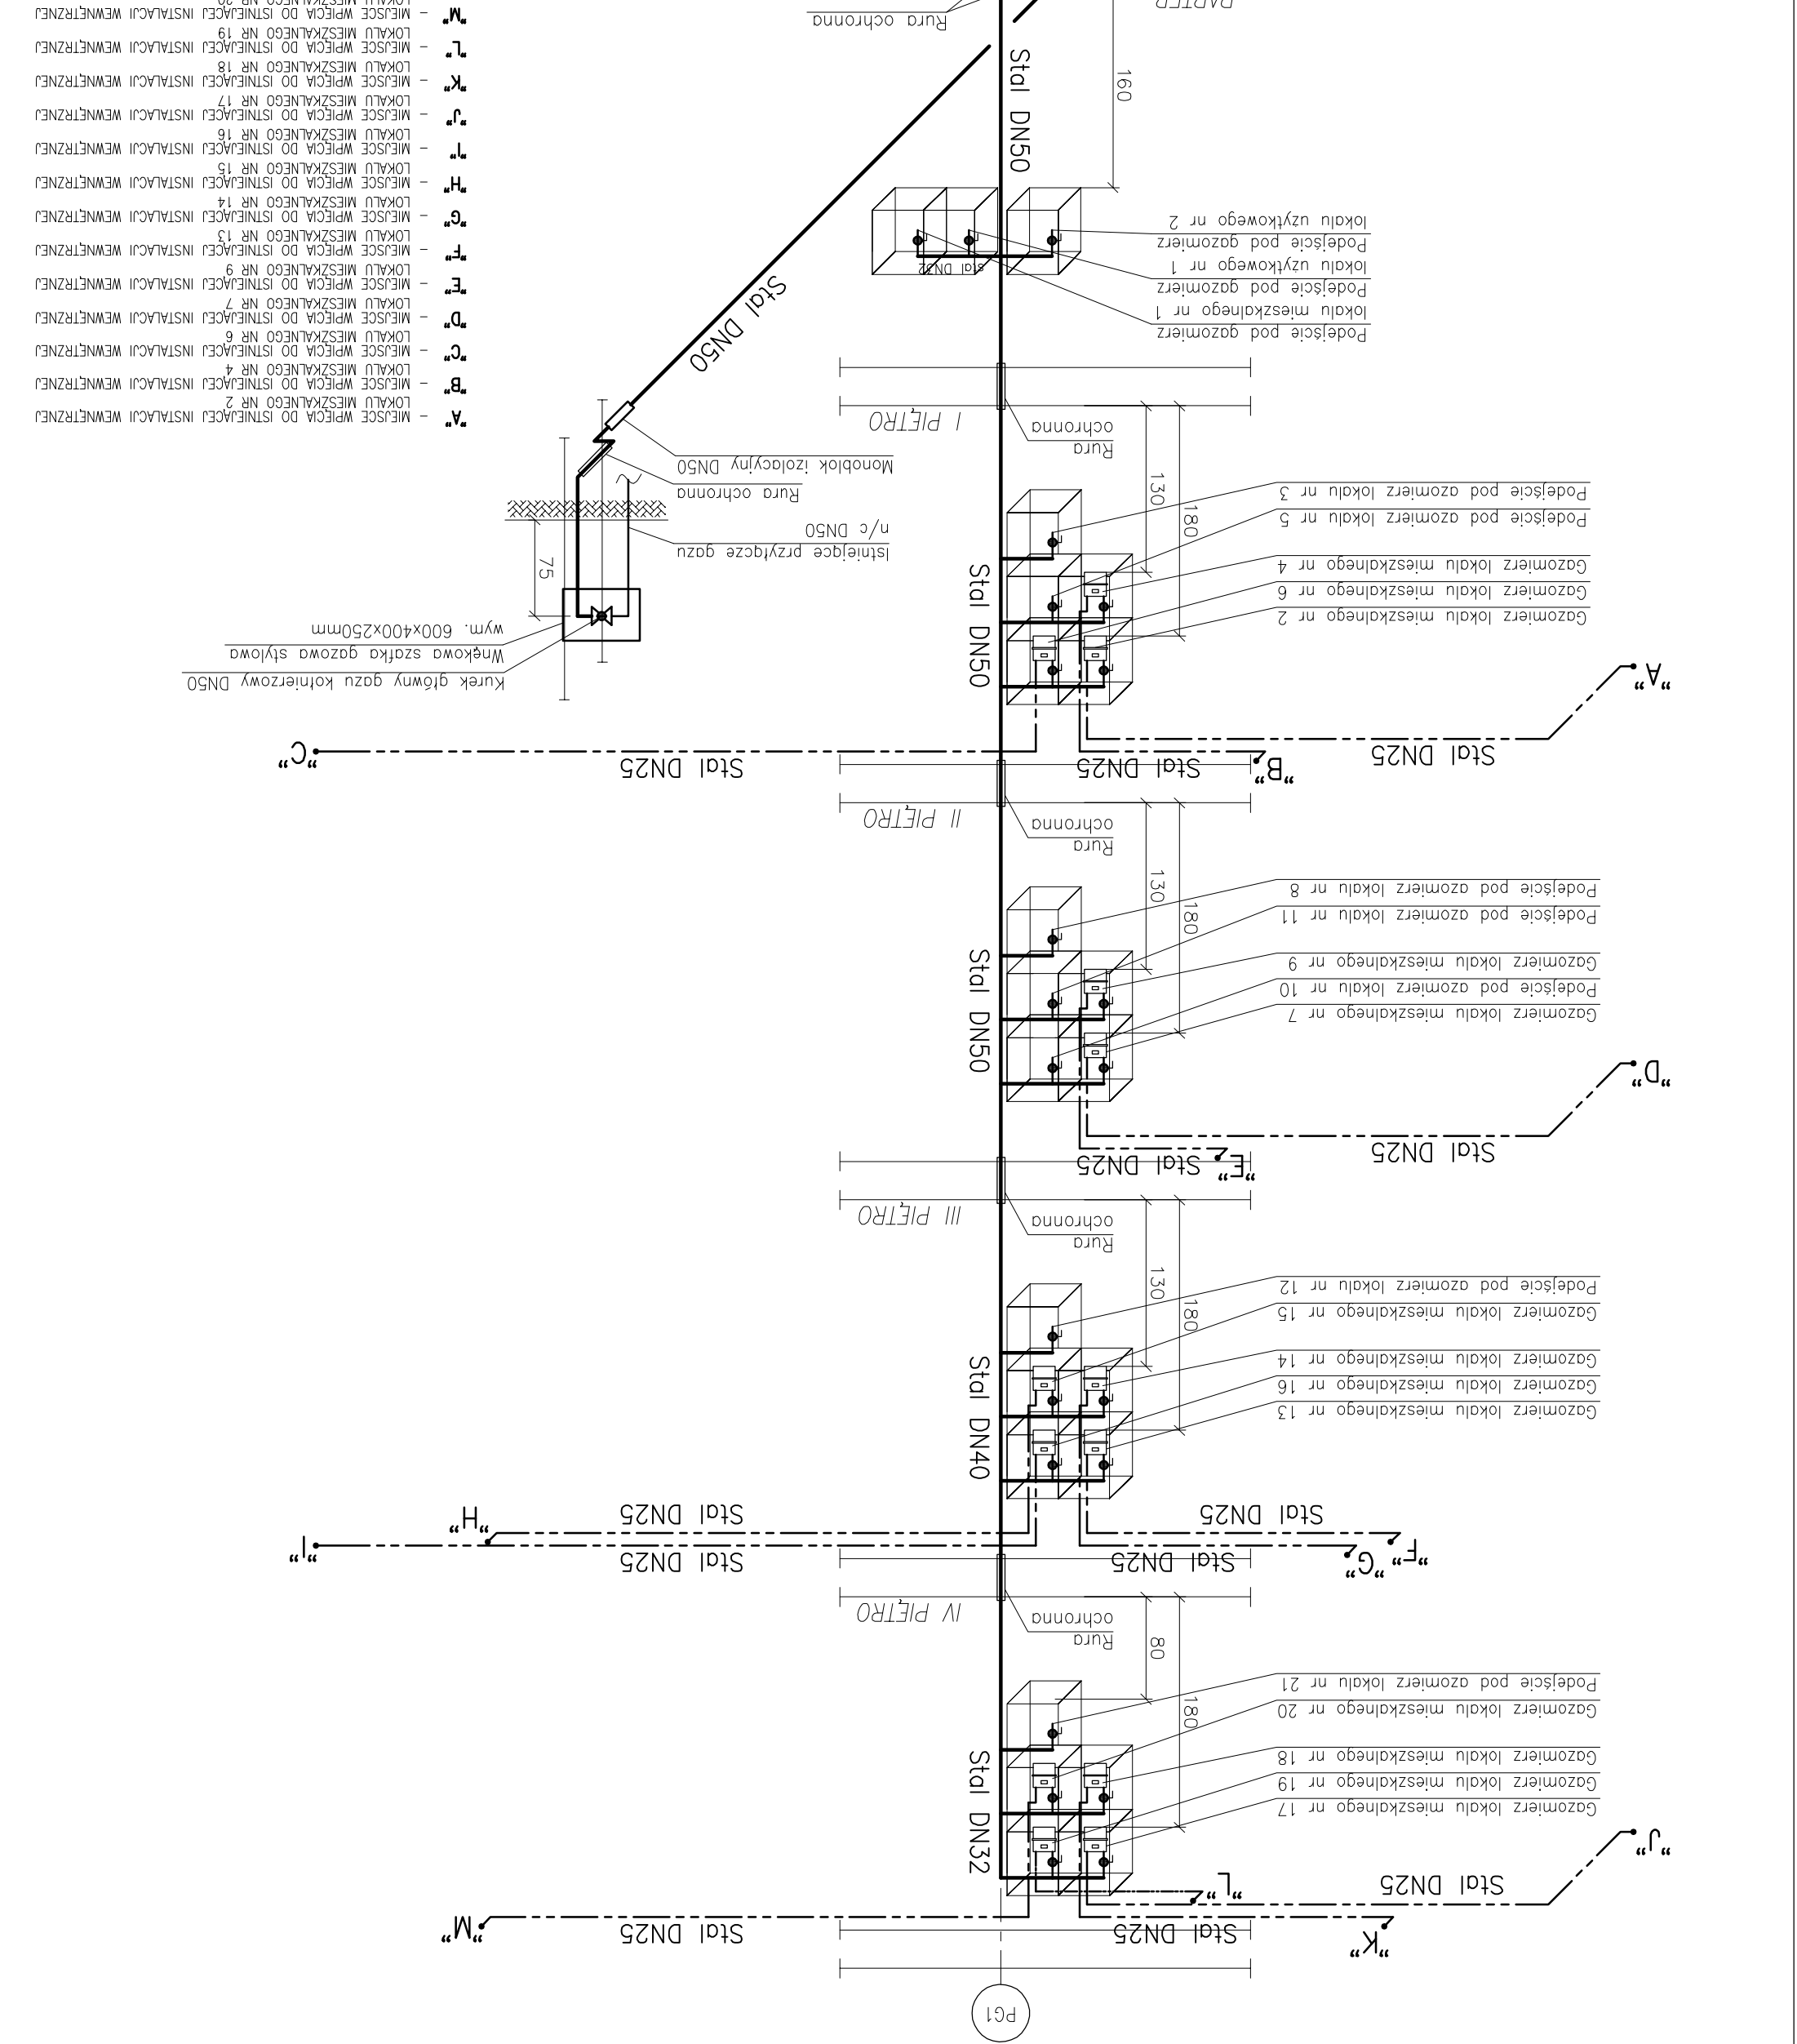 PG1
"K"
Stal DN25
Stal DN25
"M"
"J"
Stal DN25
"L"
Gazomierz lokalu mieszkalnego nr 17
Gazomierz lokalu mieszkalnego nr 19
Gazomierz lokalu mieszkalnego nr 18
Gazomierz lokalu mieszkalnego nr 20
Podejście pod azomierz lokalu nr 21
Stal DN32
180
80
Rura
ochronna
IV PIĘTRO
"F"
"G"
Stal DN25
Stal DN25
"I"
Stal DN25
Stal DN25
"H"
Gazomierz lokalu mieszkalnego nr 13
Gazomierz lokalu mieszkalnego nr 16
Gazomierz lokalu mieszkalnego nr 14
Gazomierz lokalu mieszkalnego nr 15
Podejście pod azomierz lokalu nr 12
Stal DN40
180
130
Rura
ochronna
III PIĘTRO
"E"
Stal DN25
"D"
Stal DN25
Gazomierz lokalu mieszkalnego nr 7
Podejście pod azomierz lokalu nr 10
Gazomierz lokalu mieszkalnego nr 9
Podejście pod azomierz lokalu nr 11
Podejście pod azomierz lokalu nr 8
Stal DN50
180
130
Rura
ochronna
II PIĘTRO
"B"
Stal DN25
Stal DN25
"C"
"A"
Stal DN25
Gazomierz lokalu mieszkalnego nr 2
Gazomierz lokalu mieszkalnego nr 6
Gazomierz lokalu mieszkalnego nr 4
Podejście pod azomierz lokalu nr 5
Podejście pod azomierz lokalu nr 3
Stal DN50
180
130
Rura
ochronna
I PIĘTRO
Kurek główny gazu kołnierzowy DN50
Wnękowa szafka gazowa stylowa
wym. 600x400x250mm
75
Istniejące przyłącze gazu
n/c DN50
Rura ochronna
Monoblok izolacyjny DN50
Stal DN50
Podejście pod gazomierz
lokalu mieszkalnego nr 1
Podejście pod gazomierz
lokalu użytkowego nr 1
Podejście pod gazomierz
lokalu użytkowego nr 2
stal DN32
Stal DN50
160
Rura ochronna
PARTER
"A" – MIEJSCE WPIĘCIA DO ISTNIEJĄCEJ INSTALACJI WEWNĘTRZNEJ
LOKALU MIESZKALNEGO NR 2
"B" – MIEJSCE WPIĘCIA DO ISTNIEJĄCEJ INSTALACJI WEWNĘTRZNEJ
LOKALU MIESZKALNEGO NR 4
"C" – MIEJSCE WPIĘCIA DO ISTNIEJĄCEJ INSTALACJI WEWNĘTRZNEJ
LOKALU MIESZKALNEGO NR 6
"D" – MIEJSCE WPIĘCIA DO ISTNIEJĄCEJ INSTALACJI WEWNĘTRZNEJ
LOKALU MIESZKALNEGO NR 7
"E" – MIEJSCE WPIĘCIA DO ISTNIEJĄCEJ INSTALACJI WEWNĘTRZNEJ
LOKALU MIESZKALNEGO NR 9
"F" – MIEJSCE WPIĘCIA DO ISTNIEJĄCEJ INSTALACJI WEWNĘTRZNEJ
LOKALU MIESZKALNEGO NR 13
"G" – MIEJSCE WPIĘCIA DO ISTNIEJĄCEJ INSTALACJI WEWNĘTRZNEJ
LOKALU MIESZKALNEGO NR 14
"H" – MIEJSCE WPIĘCIA DO ISTNIEJĄCEJ INSTALACJI WEWNĘTRZNEJ
LOKALU MIESZKALNEGO NR 15
"I" – MIEJSCE WPIĘCIA DO ISTNIEJĄCEJ INSTALACJI WEWNĘTRZNEJ
LOKALU MIESZKALNEGO NR 16
"J" – MIEJSCE WPIĘCIA DO ISTNIEJĄCEJ INSTALACJI WEWNĘTRZNEJ
LOKALU MIESZKALNEGO NR 17
"K" – MIEJSCE WPIĘCIA DO ISTNIEJĄCEJ INSTALACJI WEWNĘTRZNEJ
LOKALU MIESZKALNEGO NR 18
"L" – MIEJSCE WPIĘCIA DO ISTNIEJĄCEJ INSTALACJI WEWNĘTRZNEJ
LOKALU MIESZKALNEGO NR 19
"M" – MIEJSCE WPIĘCIA DO ISTNIEJĄCEJ INSTALACJI WEWNĘTRZNEJ
LOKALU MIESZKALNEGO NR 20